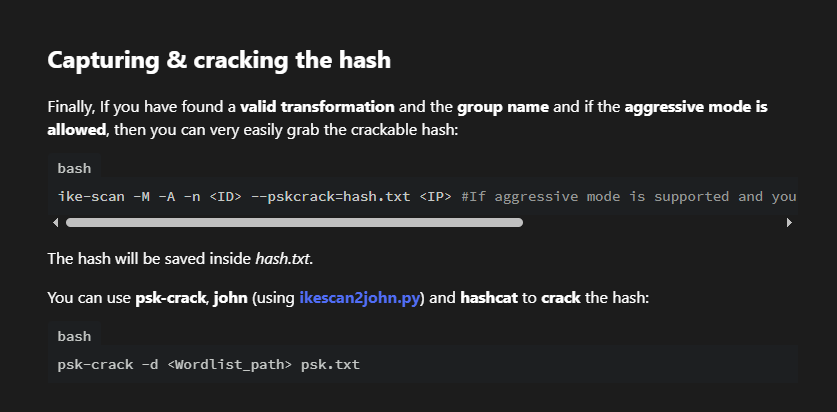 Capturing & cracking the hash
Finally, If you have found a valid transformation and the group name and if the aggressive mode is
allowed, then you can very easily grab the crackable hash:
bash
ike-scan -M -A -n <ID> --pskcrack=hash.txt <IP> #If aggressive mode is supported and you
The hash will be saved inside hash.txt.
You can use psk-crack, john (using ikescan2john.py) and hashcat to crack the hash:
bash
psk-crack -d <Wordlist_path> psk.txt